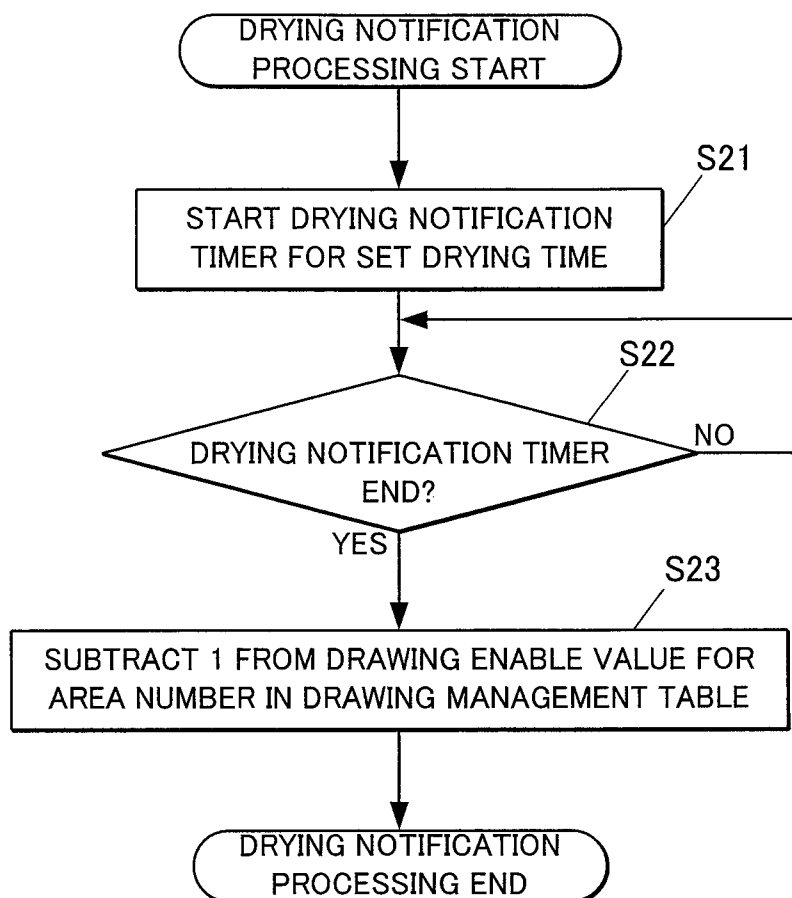 DRYING NOTIFICATION
PROCESSING START
S21
START DRYING NOTIFICATION
TIMER FOR SET DRYING TIME
S22
DRYING NOTIFICATION TIMER
END?
NO
YES
S23
SUBTRACT 1 FROM DRAWING ENABLE VALUE FOR
AREA NUMBER IN DRAWING MANAGEMENT TABLE
DRYING NOTIFICATION
PROCESSING END